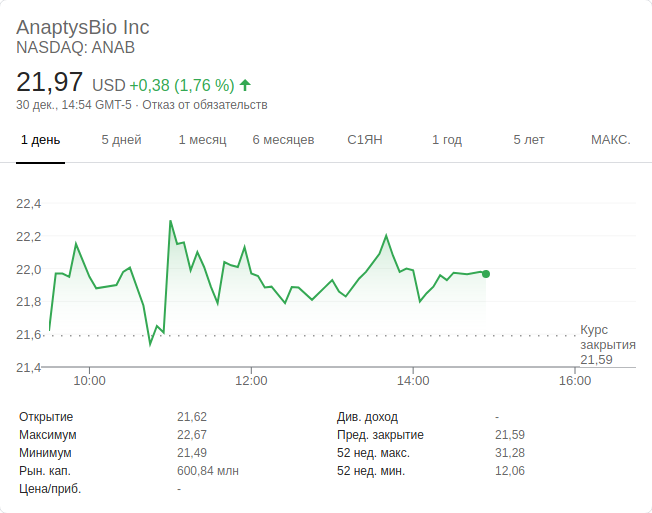 AnaptysBio Inc
NASDAQ: ANAB
21,97 USD +0,38 (1,76 %)
30 дек., 14:54 GMT-5 · Отказ от обязательств
1 день 5 дней 1 месяц 6 месяцев С1ЯН 1 год 5 лет МАКС.
22,4
22,2
22,0
21,8
21,6
21,4
Курс
закрытия
21,59
10:00 12:00 14:00 16:00
Открытие 21,62 Див. доход -
Максимум 22,67 Пред. закрытие 21,59
Минимум 21,49 52 нед. макс. 31,28
Рын. кап. 600,84 млн 52 нед. мин. 12,06
Цена/приб. -